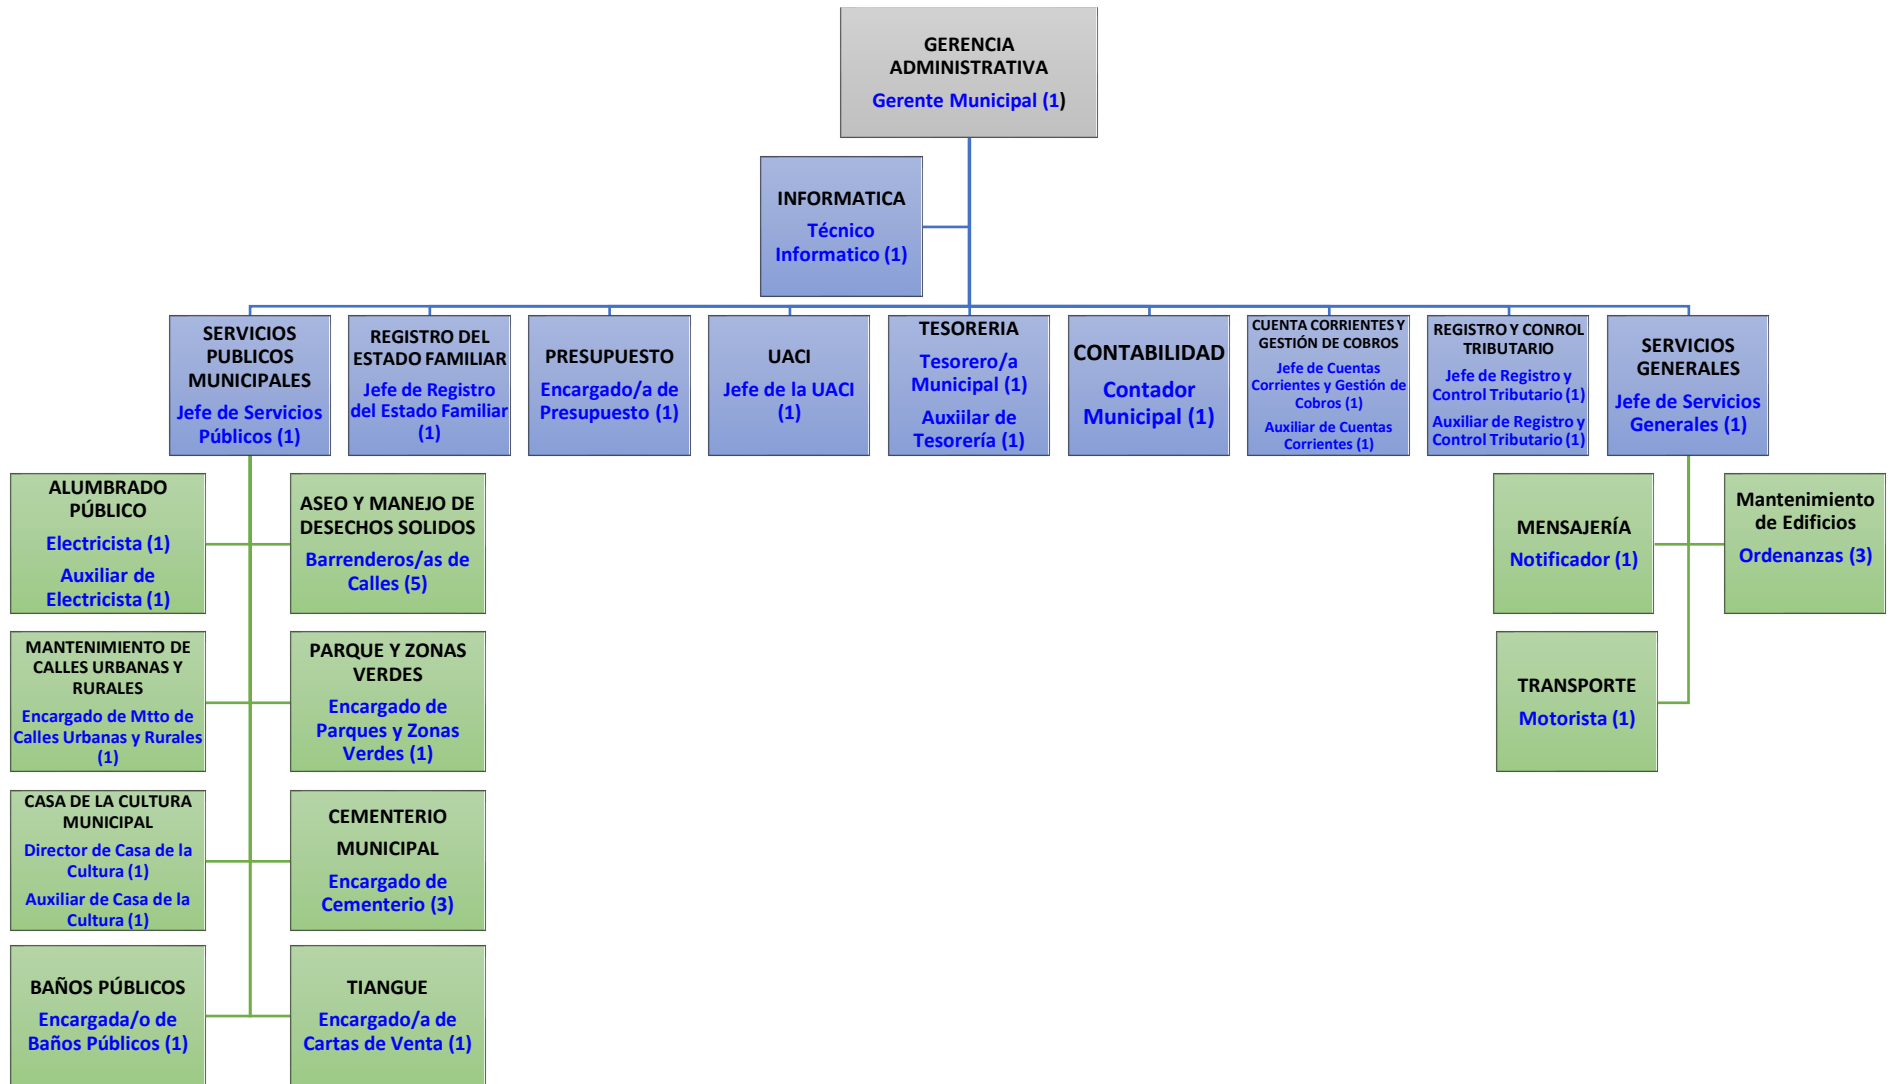 GERENCIA
ADMINISTRATIVA
Gerente Municipal (1)
INFORMATICA
Técnico
Informatico (1)
SERVICIOS
PUBLICOS
MUNICIPALES
Jefe de Servicios
Públicos (1)
REGISTRO DEL
ESTADO FAMILIAR
Jefe de Registro
del Estado Familiar
(1)
PRESUPUESTO
Encargado/a de
Presupuesto (1)
UACI
Jefe de la UACI
(1)
TESORERIA
Tesorero/a
Municipal (1)
Auxiilar de
Tesorería (1)
CONTABILIDAD
Contador
Municipal (1)
CUENTA CORRIENTES Y
GESTIÓN DE COBROS
Jefe de Cuentas
Corrientes y Gestión de
Cobros (1)
Auxiliar de Cuentas
Corrientes (1)
REGISTRO Y CONROL
TRIBUTARIO
Jefe de Registro y
Control Tributario (1)
Auxiliar de Registro y
Control Tributario (1)
SERVICIOS
GENERALES
Jefe de Servicios
Generales (1)
ALUMBRADO
PÚBLICO
Electricista (1)
Auxiliar de
Electricista (1)
ASEO Y MANEJO DE
DESECHOS SOLIDOS
Barrenderos/as de
Calles (5)
MENSAJERÍA
Notificador (1)
Mantenimiento
de Edificios
Ordenanzas (3)
MANTENIMIENTO DE
CALLES URBANAS Y
RURALES
Encargado de Mtto de
Calles Urbanas y Rurales
(1)
PARQUE Y ZONAS
VERDES
Encargado de
Parques y Zonas
Verdes (1)
TRANSPORTE
Motorista (1)
CASA DE LA CULTURA
MUNICIPAL
Director de Casa de la
Cultura (1)
Auxiliar de Casa de la
Cultura (1)
CEMENTERIO
MUNICIPAL
Encargado de
Cementerio (3)
BAÑOS PÚBLICOS
Encargada/o de
Baños Públicos (1)
TIANGUE
Encargado/a de
Cartas de Venta (1)